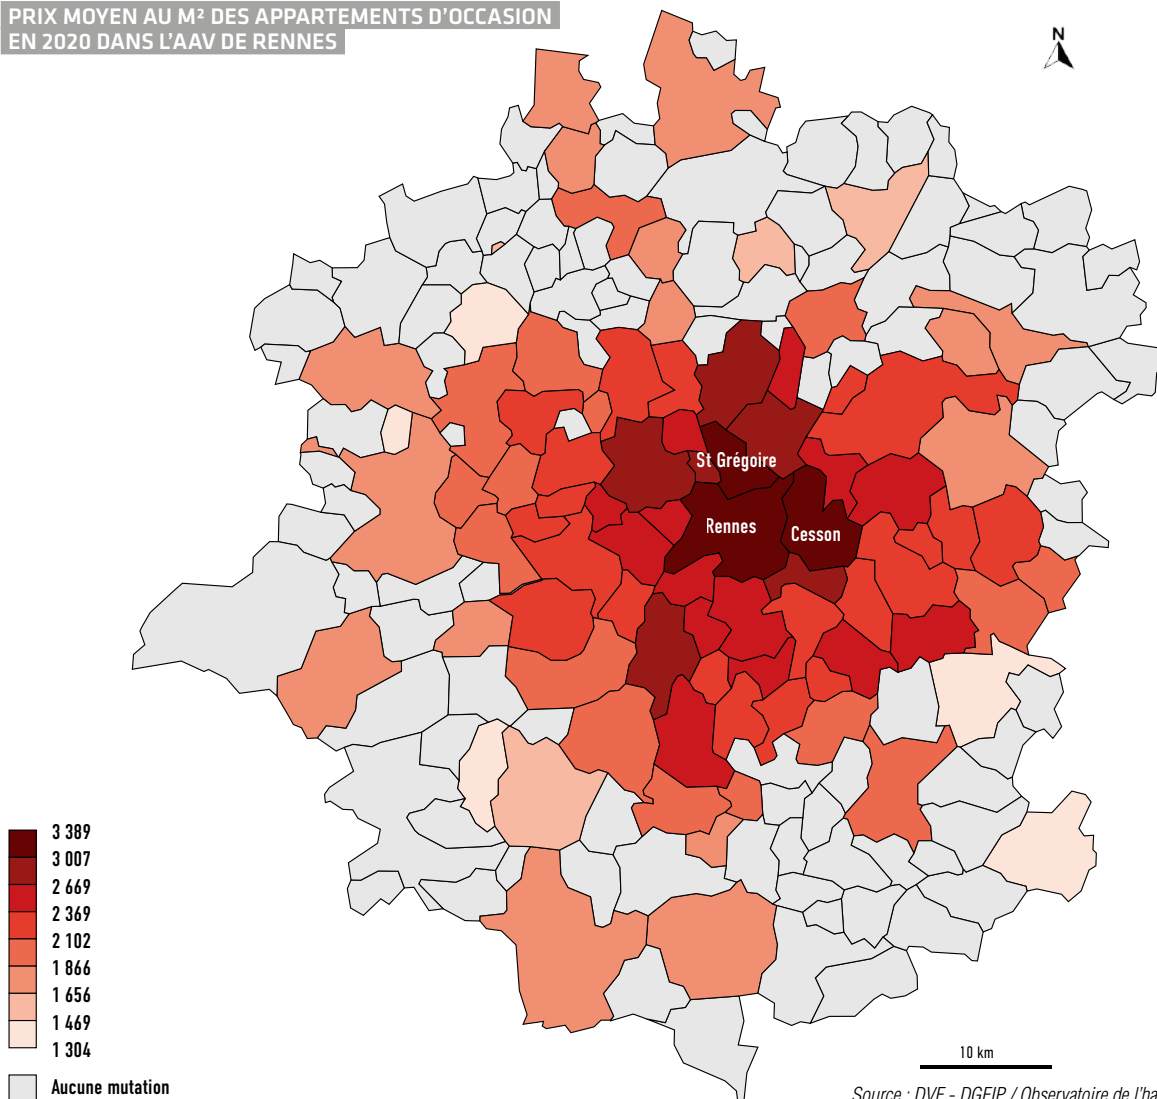 PRIX MOYEN AU M² DES APPARTEMENTS D'OCCASION
EN 2020 DANS L'AAV DE RENNES
N
St Grégoire
Rennes
Cesson
3 389
3 007
2 669
2 369
2 102
1 866
1 656
1 469
1 304
Aucune mutation
10 km
Source : DVF - DGFIP / Observatoire de l'ha